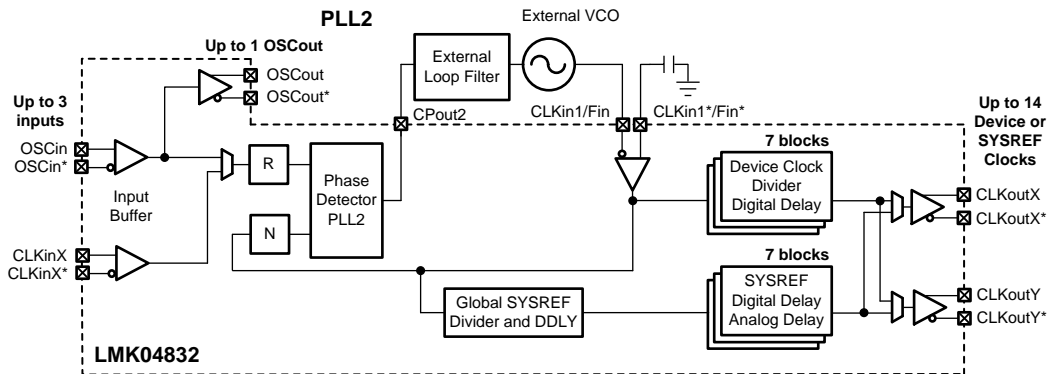 PLL2
External VCO
Up to 1 OSCout
OSCout
OSCout*
External
Loop Filter
Up to 3
inputs
CPout2
CLKin1/Fin
CLKin1*/Fin*
Up to 14
Device or
SYSREF
Clocks
OSCin
OSCin*
Input
Buffer
R
N
Phase
Detector
PLL2
7 blocks
Device Clock
Divider
Digital Delay
CLKoutX
CLKoutX*
CLKinX
CLKinX*
7 blocks
Global SYSREF
Divider and DDLY
SYSREF
Digital Delay
Analog Delay
CLKoutY
CLKoutY*
LMK04832